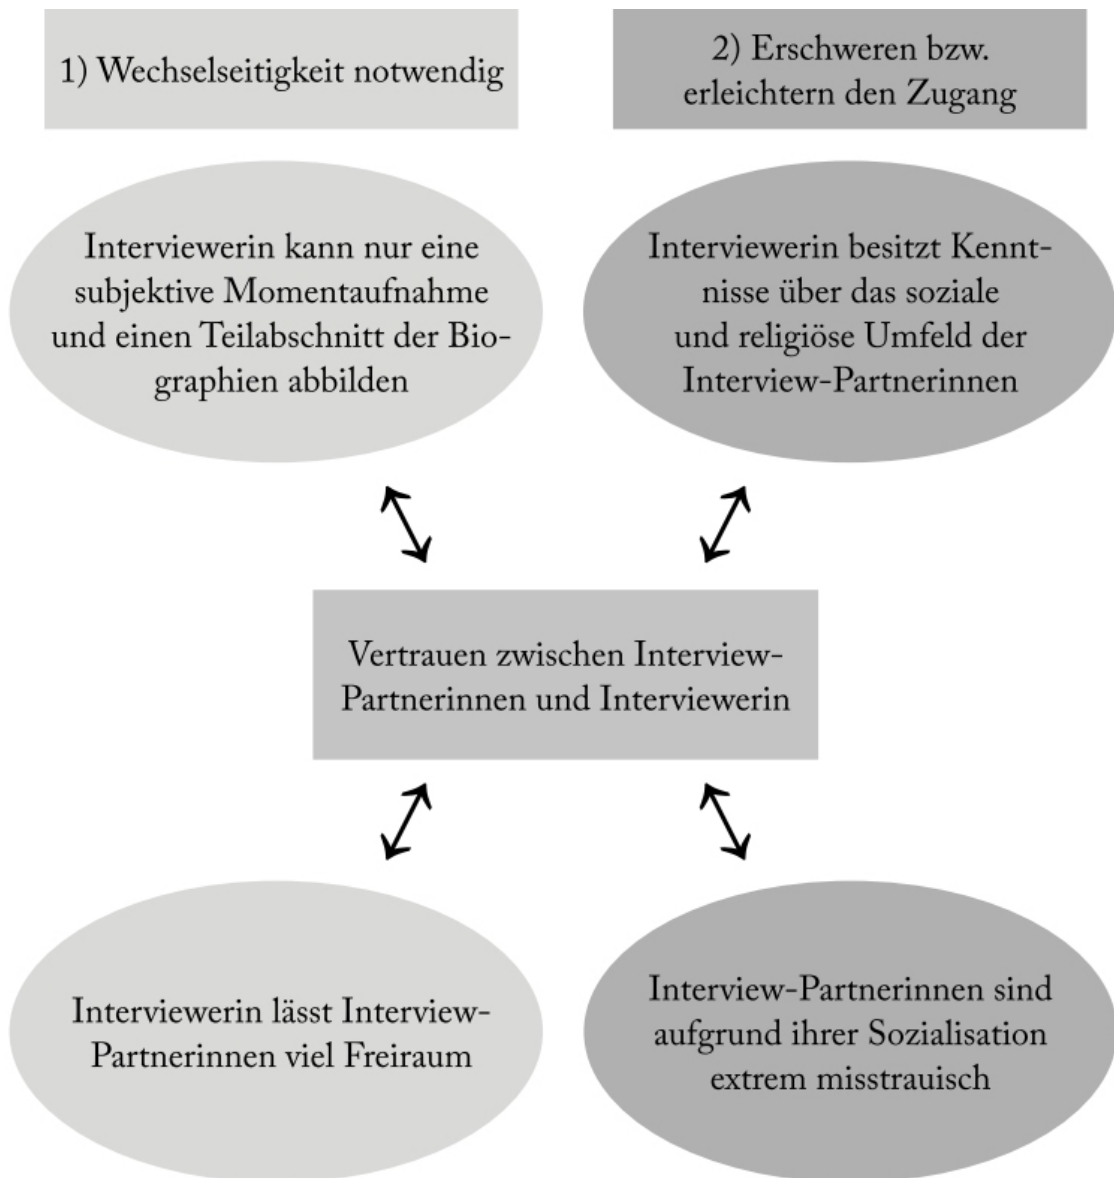 1) Wechselseitigkeit notwendig
2) Erschweren bzw.
erleichtern den Zugang
Interviewerin kann nur eine
subjektive Momentaufnahme
und einen Teilabschnitt der Bio-
graphien abbilden
Interviewerin besitzt Kennt-
nisse über das soziale
und religiöse Umfeld der
Interview-Partnerinnen
Vertrauen zwischen Interview-
Partnerinnen und Interviewerin
Interviewerin lässt Interview-
Partnerinnen viel Freiraum
Interview-Partnerinnen sind
aufgrund ihrer Sozialisation
extrem misstrauisch